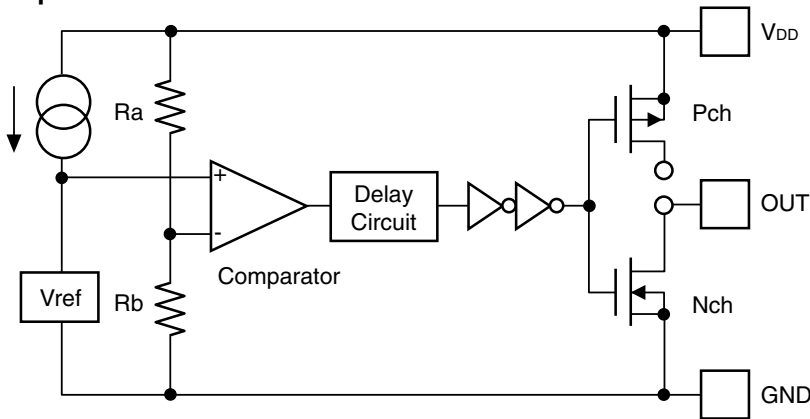 VDD
Ra
Pch
+
Delay
Circuit
OUT
-
Comparator
Vref
Rb
Nch
GND